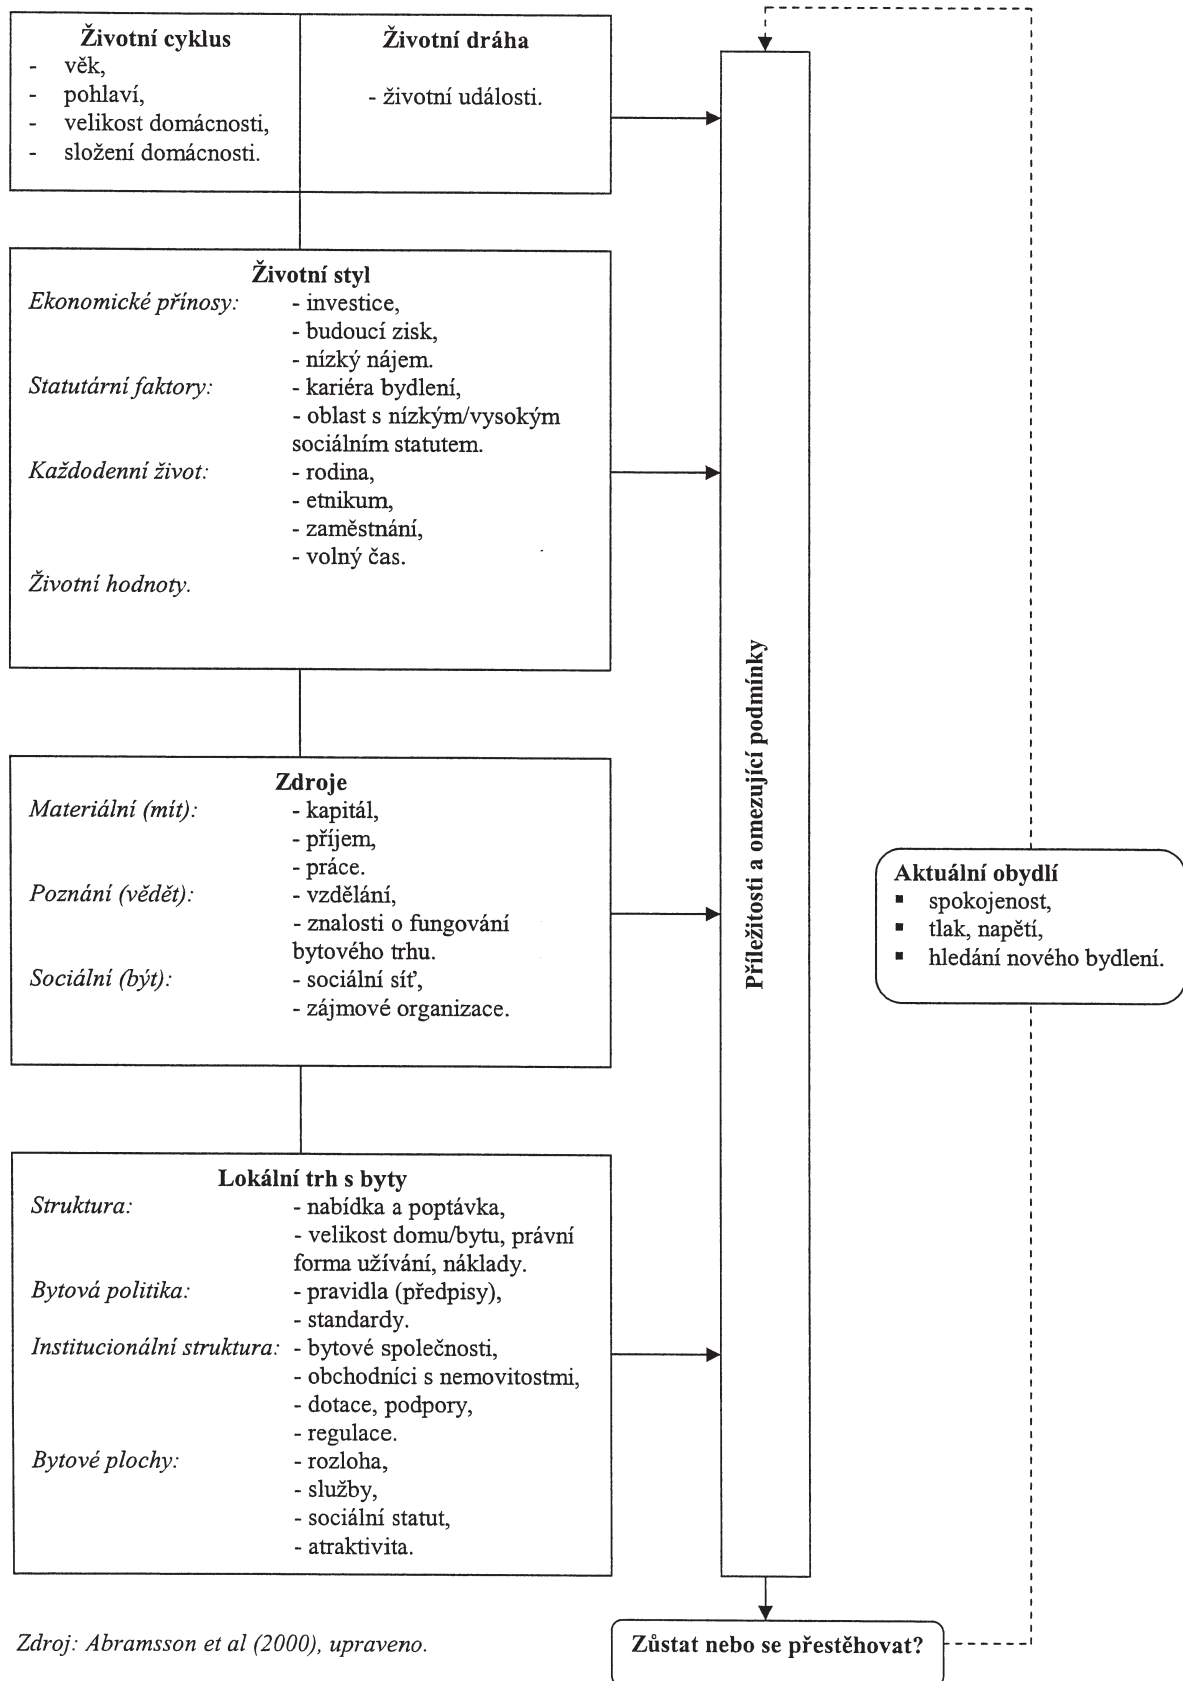 Životní cyklus
- věk,
- pohlaví,
- velikost domácnosti,
- složení domácnosti.
Životní dráha
- životní události.
Životní styl
Ekonomické přínosy: - investice,
- budoucí zisk,
- nízký nájem.
Statutární faktory: - kariéra bydlení,
- oblast s nízkým/vysokým
sociálním statutem.
Každodenní život: - rodina,
- etnikum,
- zaměstnání,
- volný čas.
Životní hodnoty.
Zdroje
Materiální (mít): - kapitál,
- příjem,
- práce.
Poznání (vědět): - vzdělání,
- znalosti o fungování
bytového trhu.
Sociální (být): - sociální síť,
- zájmové organizace.
Lokální trh s byty
Struktura: - nabídka a poptávka,
- velikost domu/bytu, právní
forma užívání, náklady.
Bytová politika: - pravidla (předpisy),
- standardy.
Institucionální struktura: - bytové společnosti,
- obchodníci s nemovitostmi,
- dotace, podpory,
- regulace.
Bytové plochy: - rozloha,
- služby,
- sociální statut,
- atraktivita.
Příležitosti a omezující podmínky
Aktuální obydlí
▪ spokojenost,
▪ tlak, napětí,
▪ hledání nového bydlení.
Zůstat nebo se přestěhovat?
Zdroj: Abramsson et al (2000), upraveno.